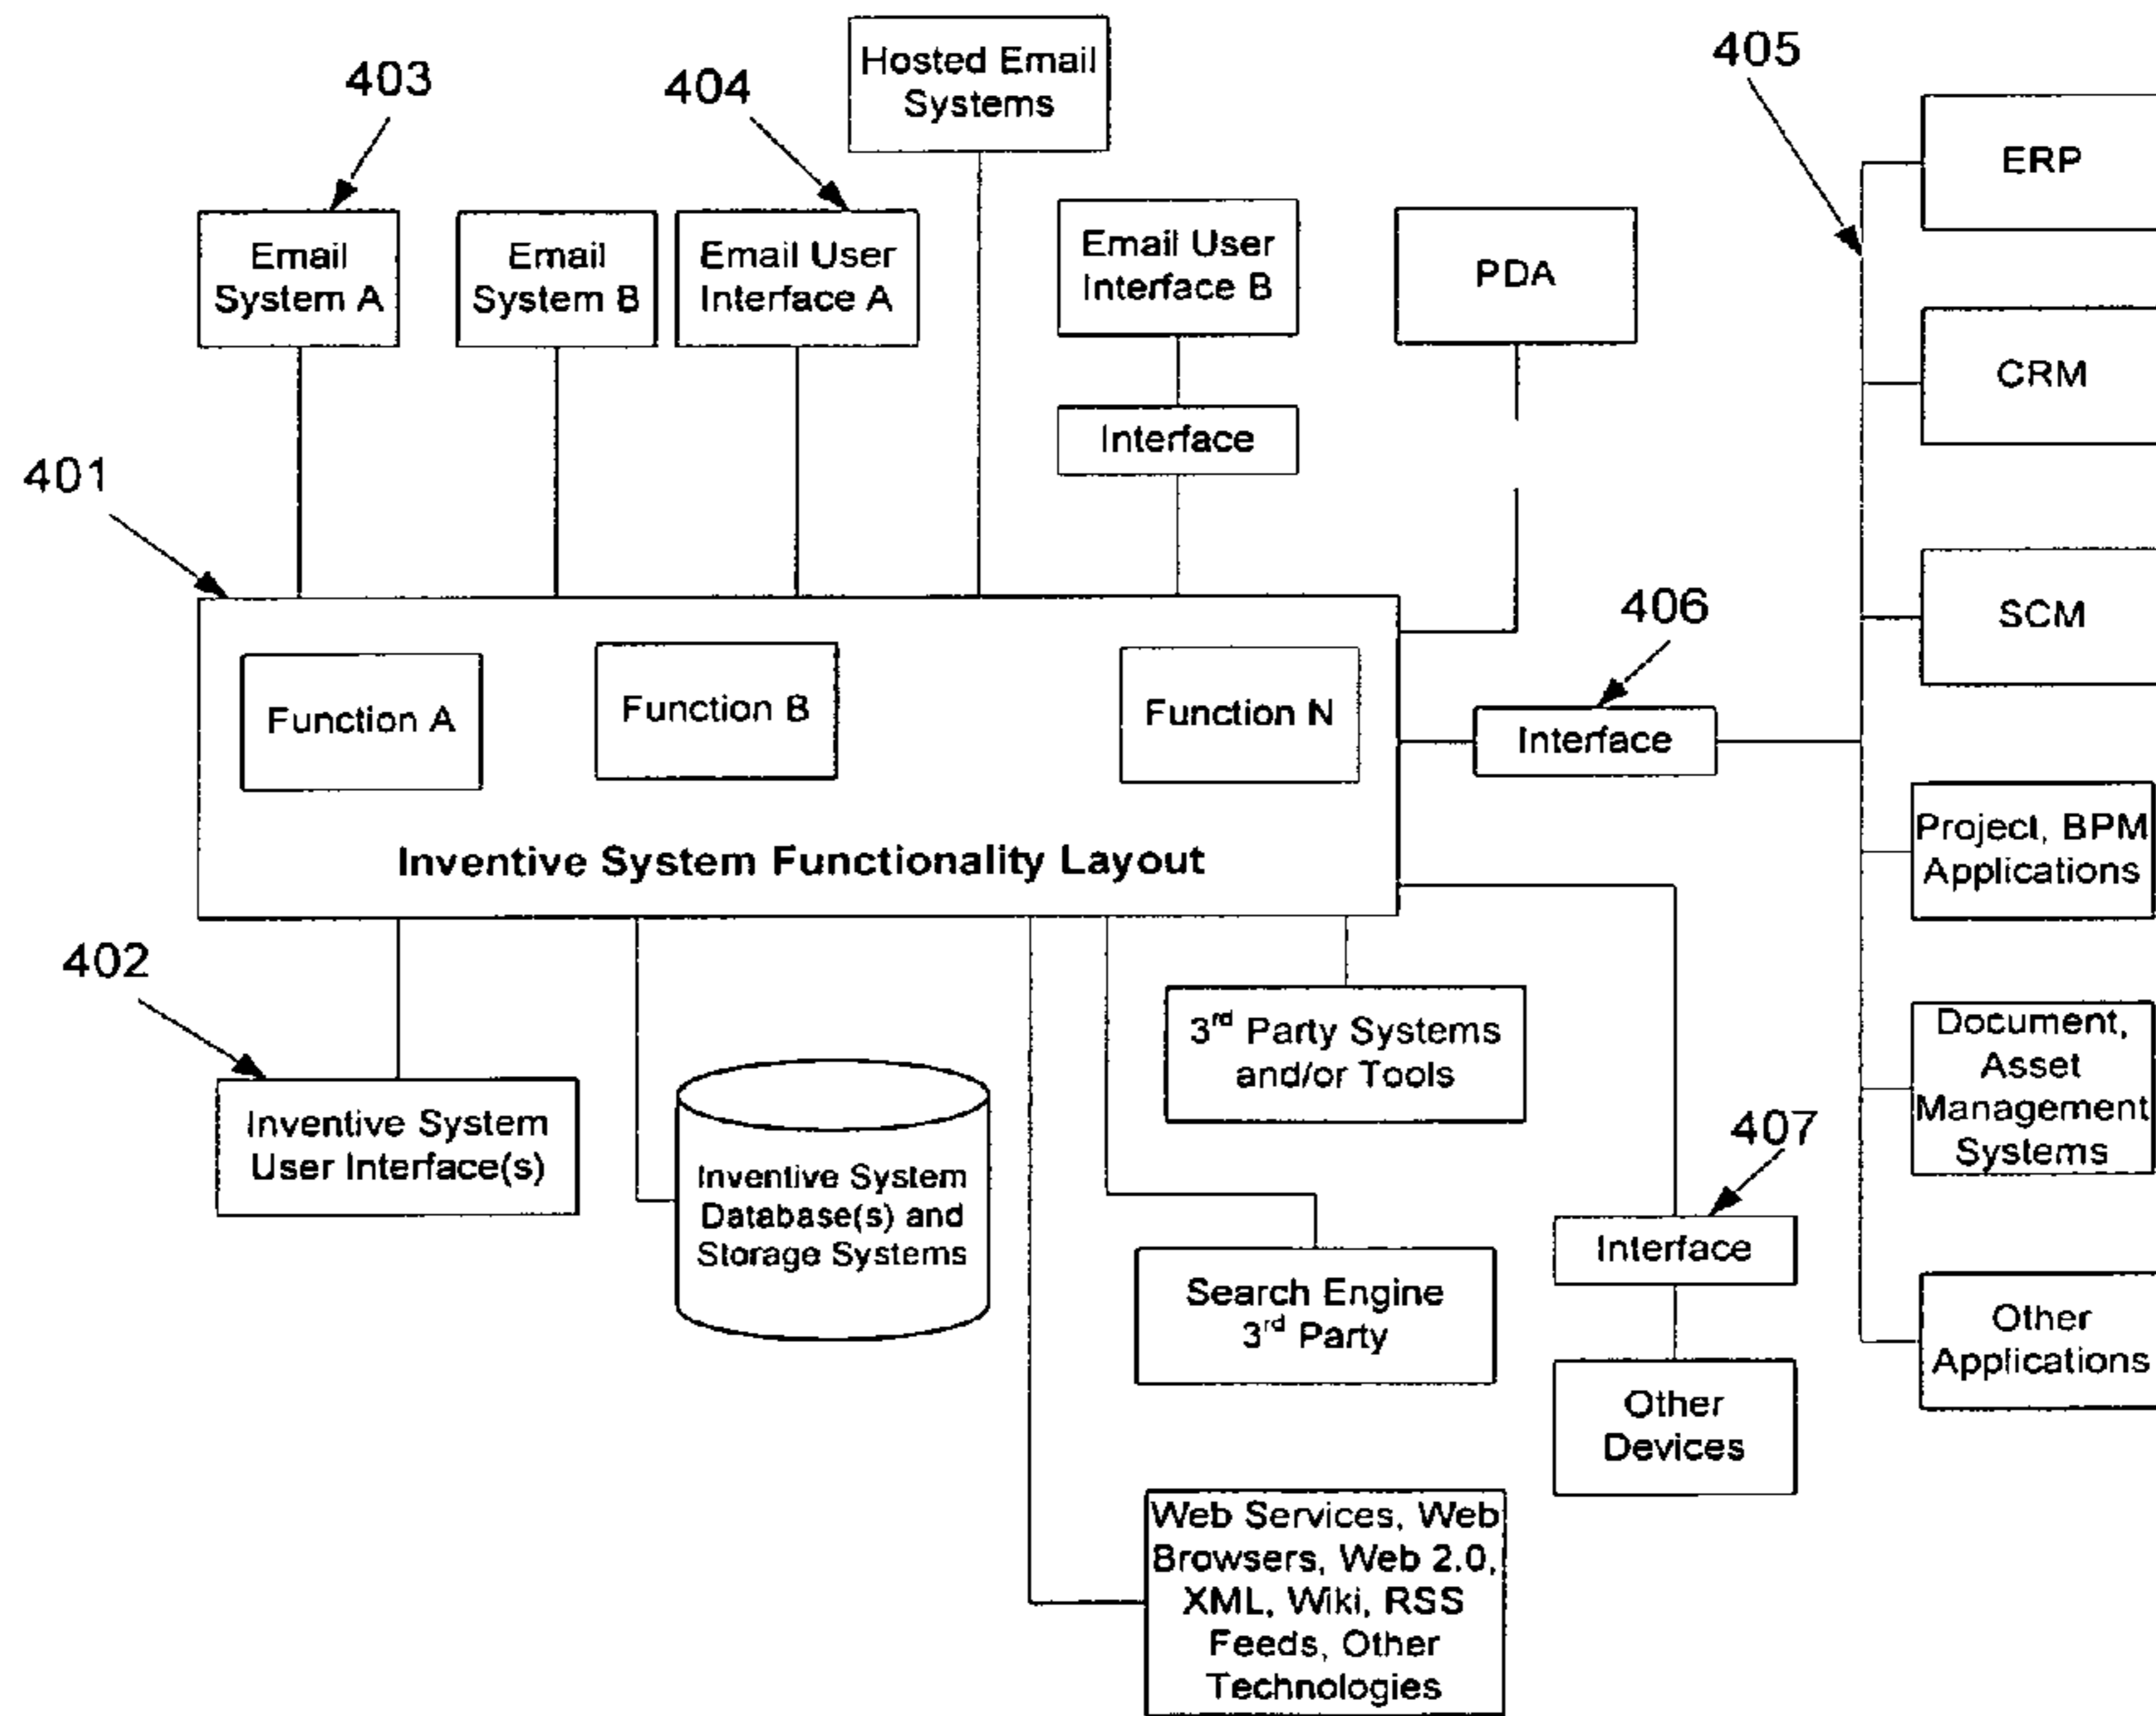 403
404
Hosted Email
Systems
405
ERP
Email
System A
Email
System B
Email User
Interface A
Email User
Interface B
PDA
CRM
Interface
401
406
SCM
Function A
Function B
Function N
Interface
Inventive System Functionality Layout
Project, BPM
Applications
402
3rd Party Systems
and/or Tools
Document,
Asset
Management
Systems
Inventive System
User Interface(s)
Inventive System
Database(s) and
Storage Systems
407
Interface
Search Engine
3rd Party
Other
Applications
Other
Devices
Web Services, Web
Browsers, Web 2.0,
XML, Wiki, RSS
Feeds, Other
Technologies